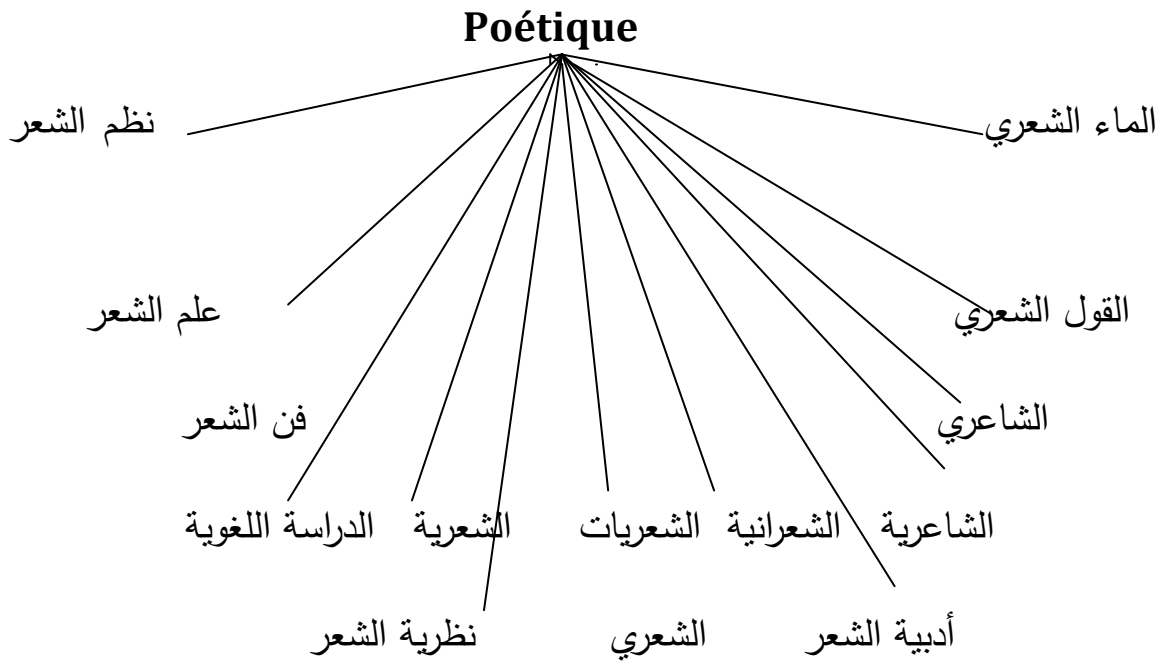 Poétique
الماء الشعري نظم الشعر
القول الشعري علم الشعر
الشاعري فن الشعر
الشاعرية الشعرانية الشعريات الشعرية الدراسة اللغوية
أدبية الشعر الشعري نظرية الشعر